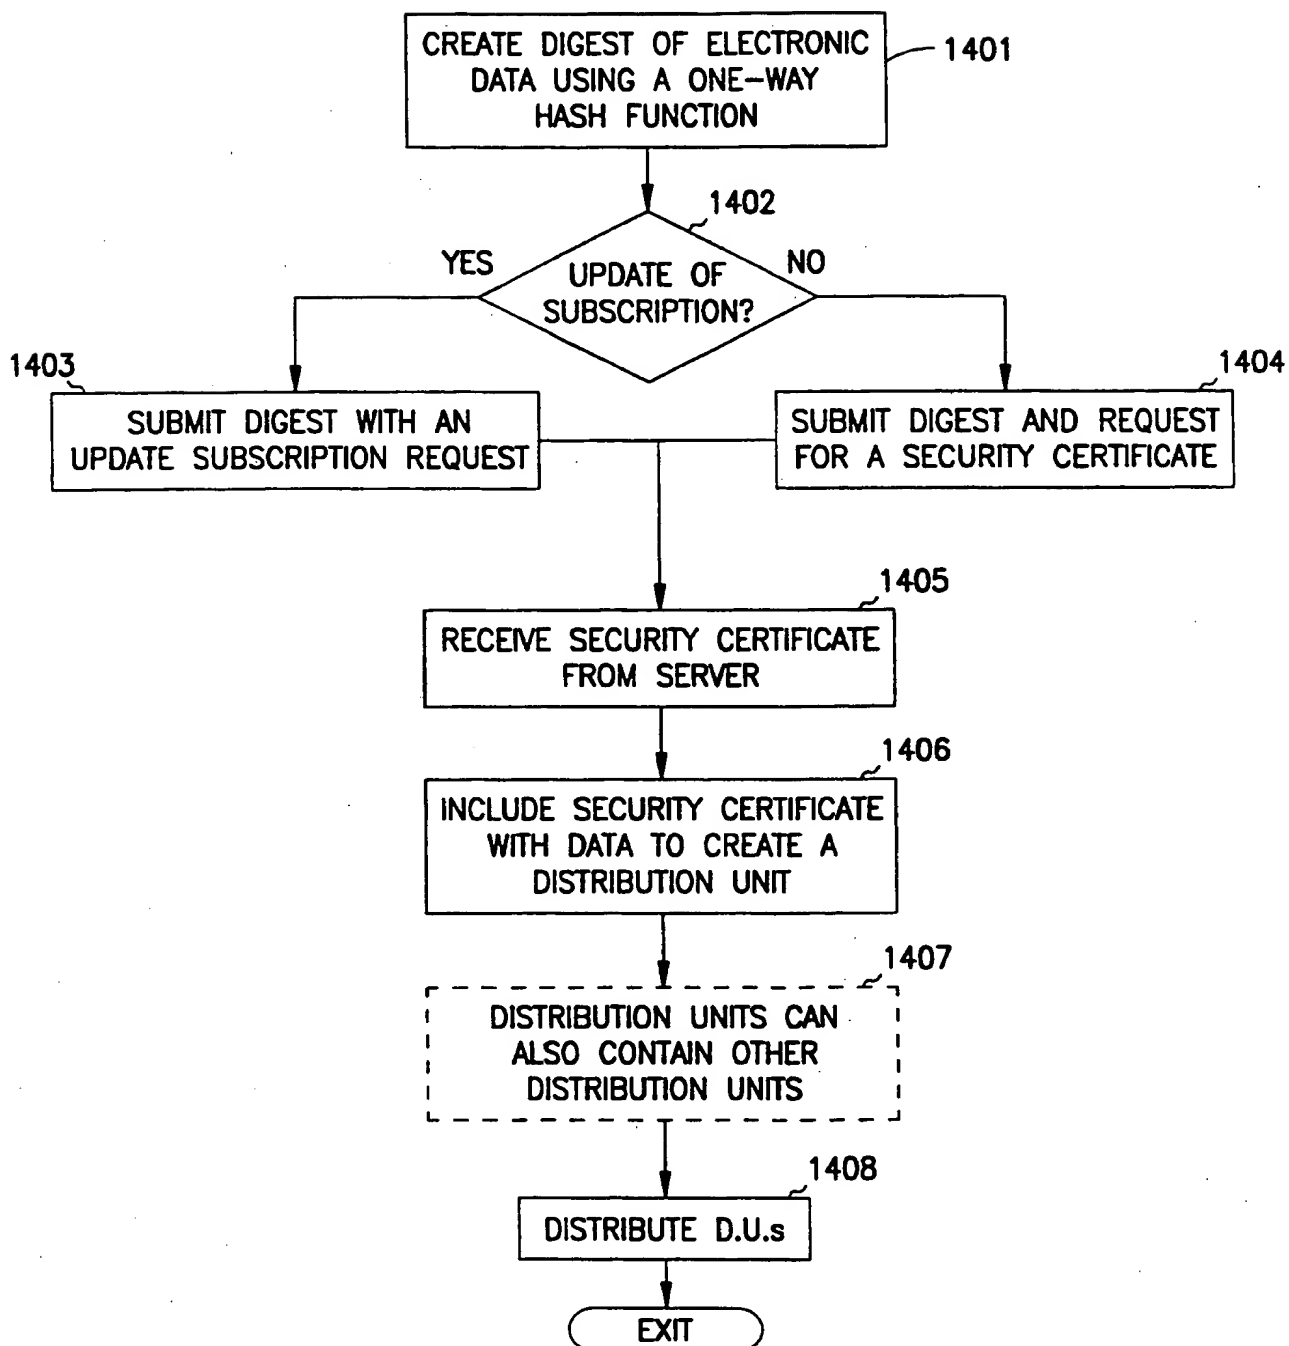 CREATE DIGEST OF ELECTRONIC
DATA USING A ONE-WAY
HASH FUNCTION
1401
1402
YES
NO
UPDATE OF
SUBSCRIPTION?
1403
1404
SUBMIT DIGEST WITH AN
UPDATE SUBSCRIPTION REQUEST
SUBMIT DIGEST AND REQUEST
FOR A SECURITY CERTIFICATE
1405
RECEIVE SECURITY CERTIFICATE
FROM SERVER
1406
INCLUDE SECURITY CERTIFICATE
WITH DATA TO CREATE A
DISTRIBUTION UNIT
1407
DISTRIBUTION UNITS CAN
ALSO CONTAIN OTHER
DISTRIBUTION UNITS
1408
DISTRIBUTE D.U.s
EXIT